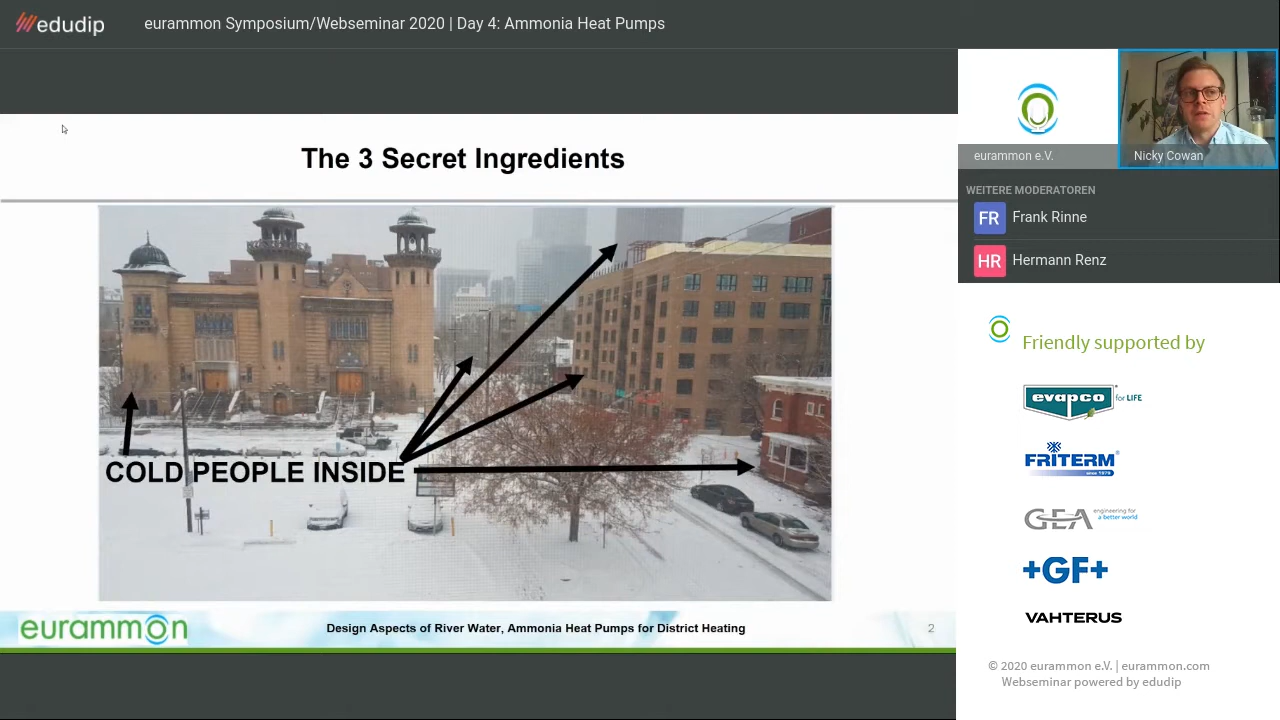 edudip
eurammon Symposium/Webseminar 2020 | Day 4: Ammonia Heat Pumps
The 3 Secret Ingredients
COLD PEOPLE INSIDE
eurammon
Design Aspects of River Water, Ammonia Heat Pumps for District Heating
2
eurammon e.V.
Nicky Cowan
WEITERE MODERATOREN
FR
Frank Rinne
HR
Hermann Renz
Friendly supported by
evapco
for LIFE
FRITERM
since 1979
GEA
engineering for
a better world
+GF+
VAHTERUS
© 2020 eurammon e.V. | eurammon.com
Webseminar powered by edudip